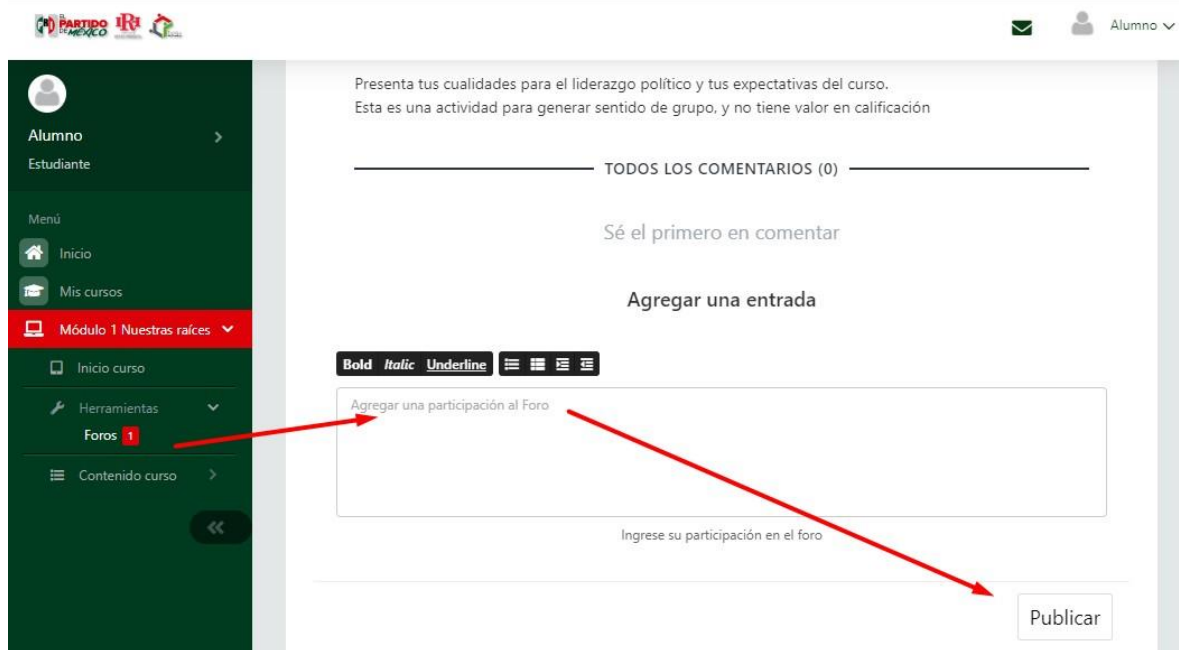 EL
PARTIDO
DE MÉXICO
PRI
Alumno
Alumno
Estudiante
Menú
Inicio
Mis cursos
Módulo 1 Nuestras raíces
Inicio curso
Herramientas
Foros 1
Contenido curso
Presenta tus cualidades para el liderazgo político y tus expectativas del curso.
Esta es una actividad para generar sentido de grupo, y no tiene valor en calificación
TODOS LOS COMENTARIOS (0)
Sé el primero en comentar
Agregar una entrada
Bold Italic Underline
Agregar una participación al Foro
Ingrese su participación en el foro
Publicar